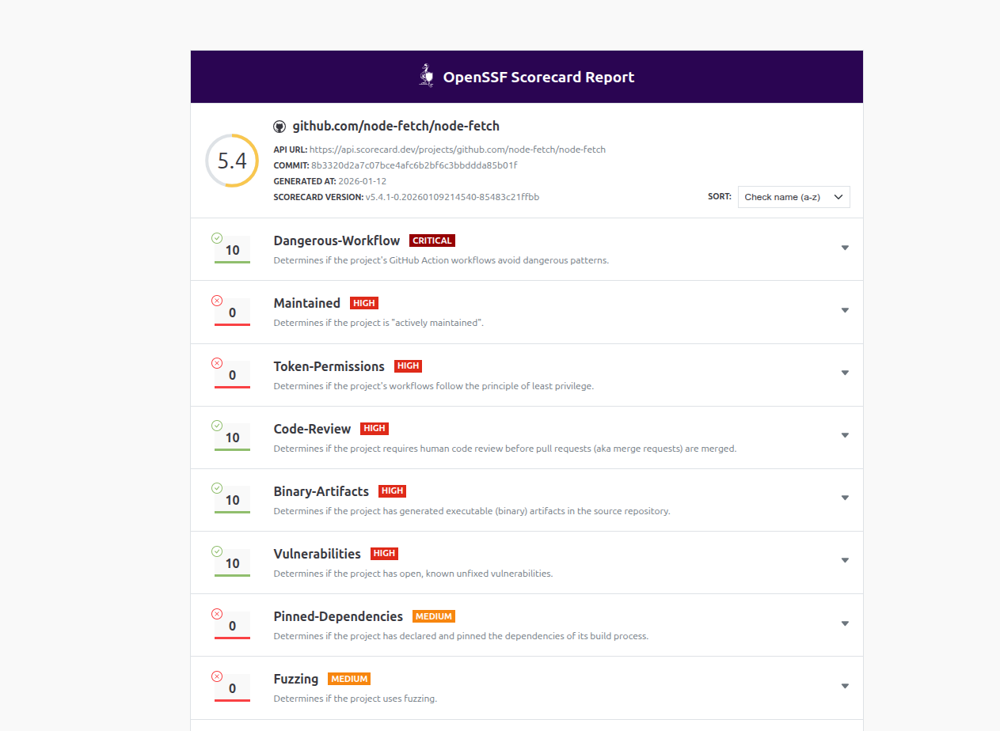 OpenSSF Scorecard Report
5.4
github.com/node-fetch/node-fetch
API URL: https://api.scorecard.dev/projects/github.com/node-fetch/node-fetch
COMMIT: 8b3320d2a7c07bce4afc6b2bf6c3bbddda85b01f
GENERATED AT: 2026-01-12
SCORECARD VERSION: v5.4.1-0.20260109214540-85483c21ffbb
SORT: Check name (a-z)
10
Dangerous-Workflow CRITICAL
Determines if the project's GitHub Action workflows avoid dangerous patterns.
0
Maintained HIGH
Determines if the project is "actively maintained".
0
Token-Permissions HIGH
Determines if the project's workflows follow the principle of least privilege.
10
Code-Review HIGH
Determines if the project requires human code review before pull requests (aka merge requests) are merged.
10
Binary-Artifacts HIGH
Determines if the project has generated executable (binary) artifacts in the source repository.
10
Vulnerabilities HIGH
Determines if the project has open, known unfixed vulnerabilities.
0
Pinned-Dependencies MEDIUM
Determines if the project has declared and pinned the dependencies of its build process.
0
Fuzzing MEDIUM
Determines if the project uses fuzzing.